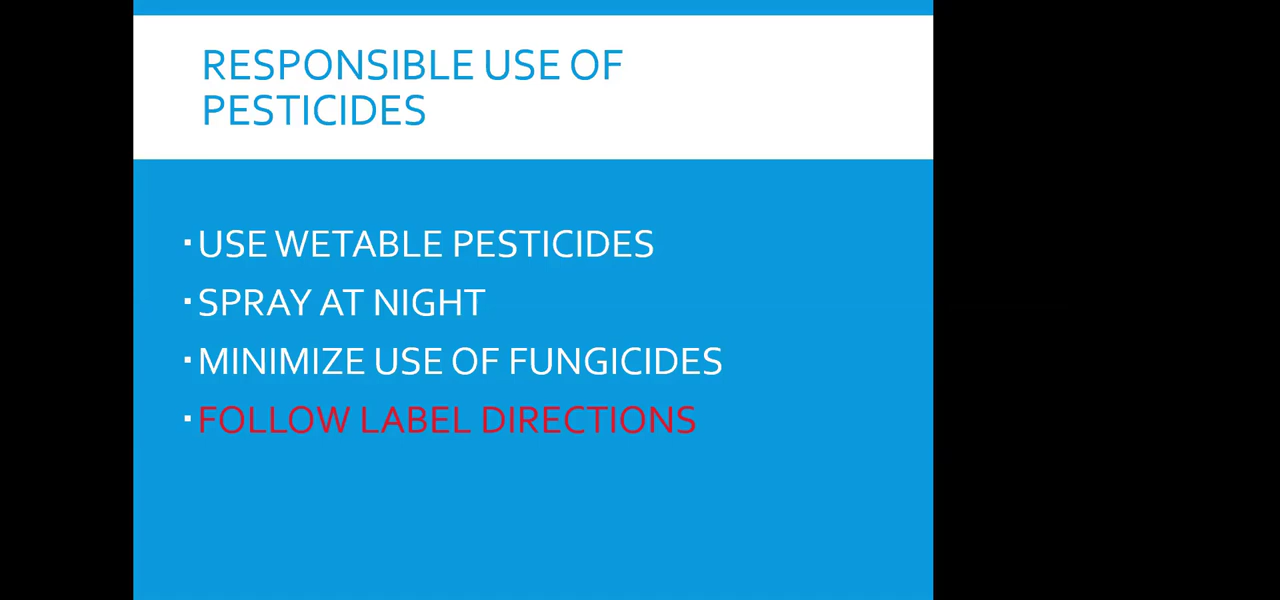 RESPONSIBLE USE OF
PESTICIDES
▪ USE WETABLE PESTICIDES
▪ SPRAY AT NIGHT
▪ MINIMIZE USE OF FUNGICIDES
▪ FOLLOW LABEL DIRECTIONS